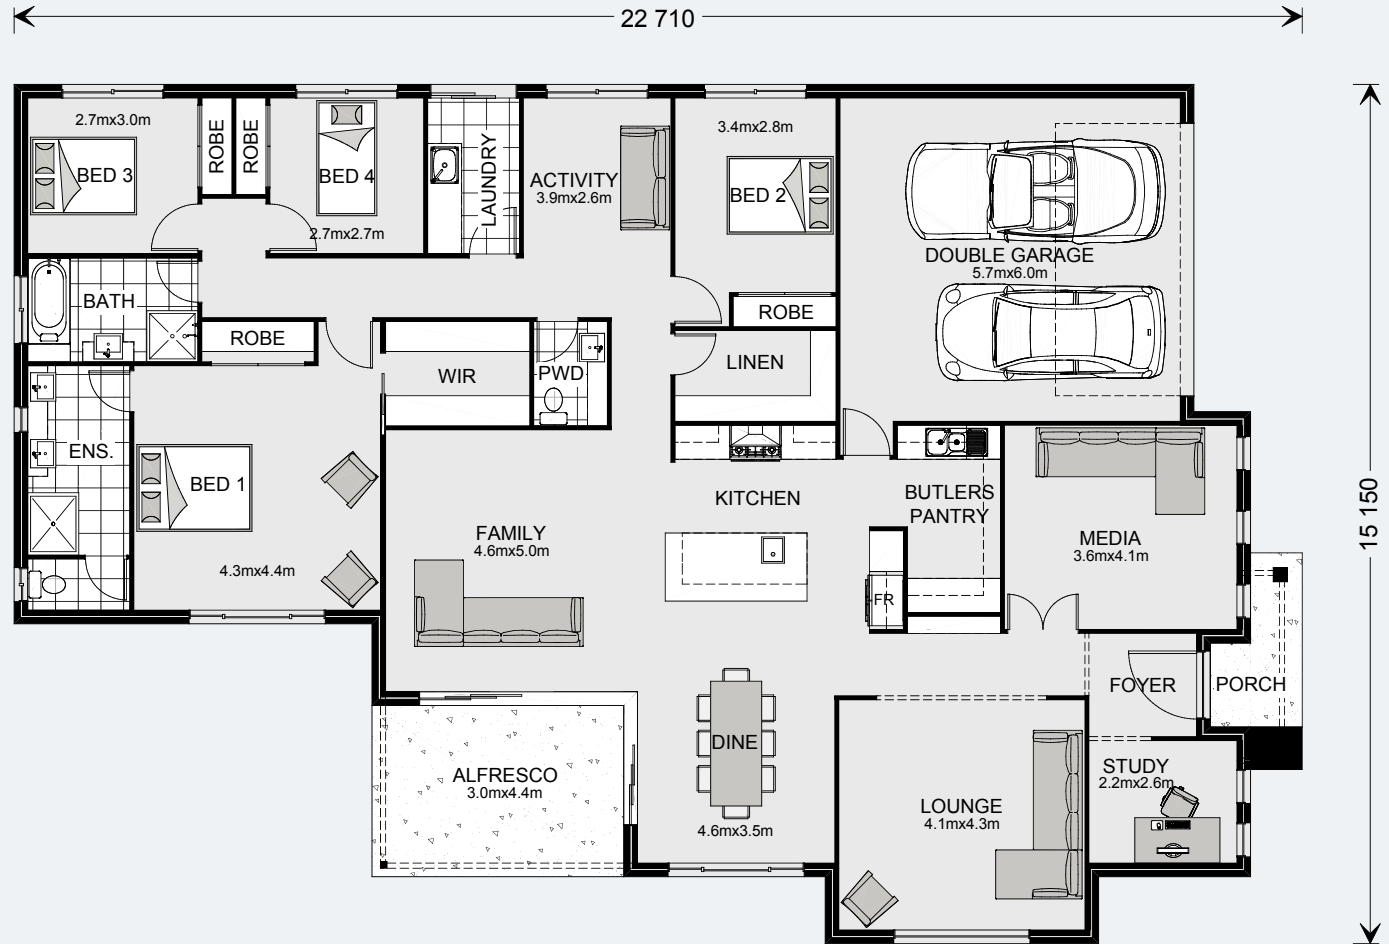 22 710
2.7mx3.0m
BED 3
ROBE
ROBE
BED 4
2.7mx2.7m
LAUNDRY
ACTIVITY
3.9mx2.6m
3.4mx2.8m
BED 2
ROBE
DOUBLE GARAGE
5.7mx6.0m
BATH
ROBE
WIR
PWD
LINEN
ENS.
BED 1
4.3mx4.4m
FAMILY
4.6mx5.0m
KITCHEN
BUTLERS
PANTRY
FR
MEDIA
3.6mx4.1m
15 150
FOYER
PORCH
ALFRESCO
3.0mx4.4m
DINE
4.6mx3.5m
LOUNGE
4.1mx4.3m
STUDY
2.2mx2.6m